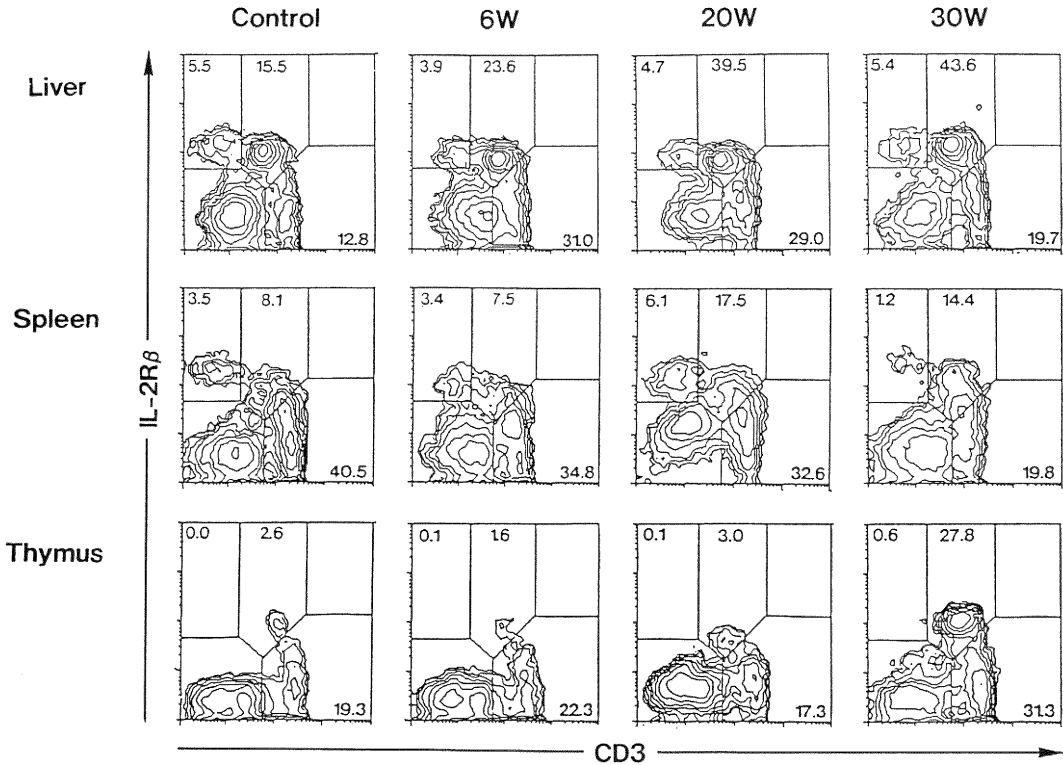 Control 6W 20W 30W
Liver
5.5 15.5 12.8
3.9 23.6 31.0
4.7 39.5 29.0
5.4 43.6 19.7
Spleen
3.5 8.1 40.5
3.4 7.5 34.8
6.1 17.5 32.6
1.2 14.4 19.8
Thymus
0.0 2.6 19.3
0.1 1.6 22.3
0.1 3.0 17.3
0.6 27.8 31.3
IL-2Rβ
CD3